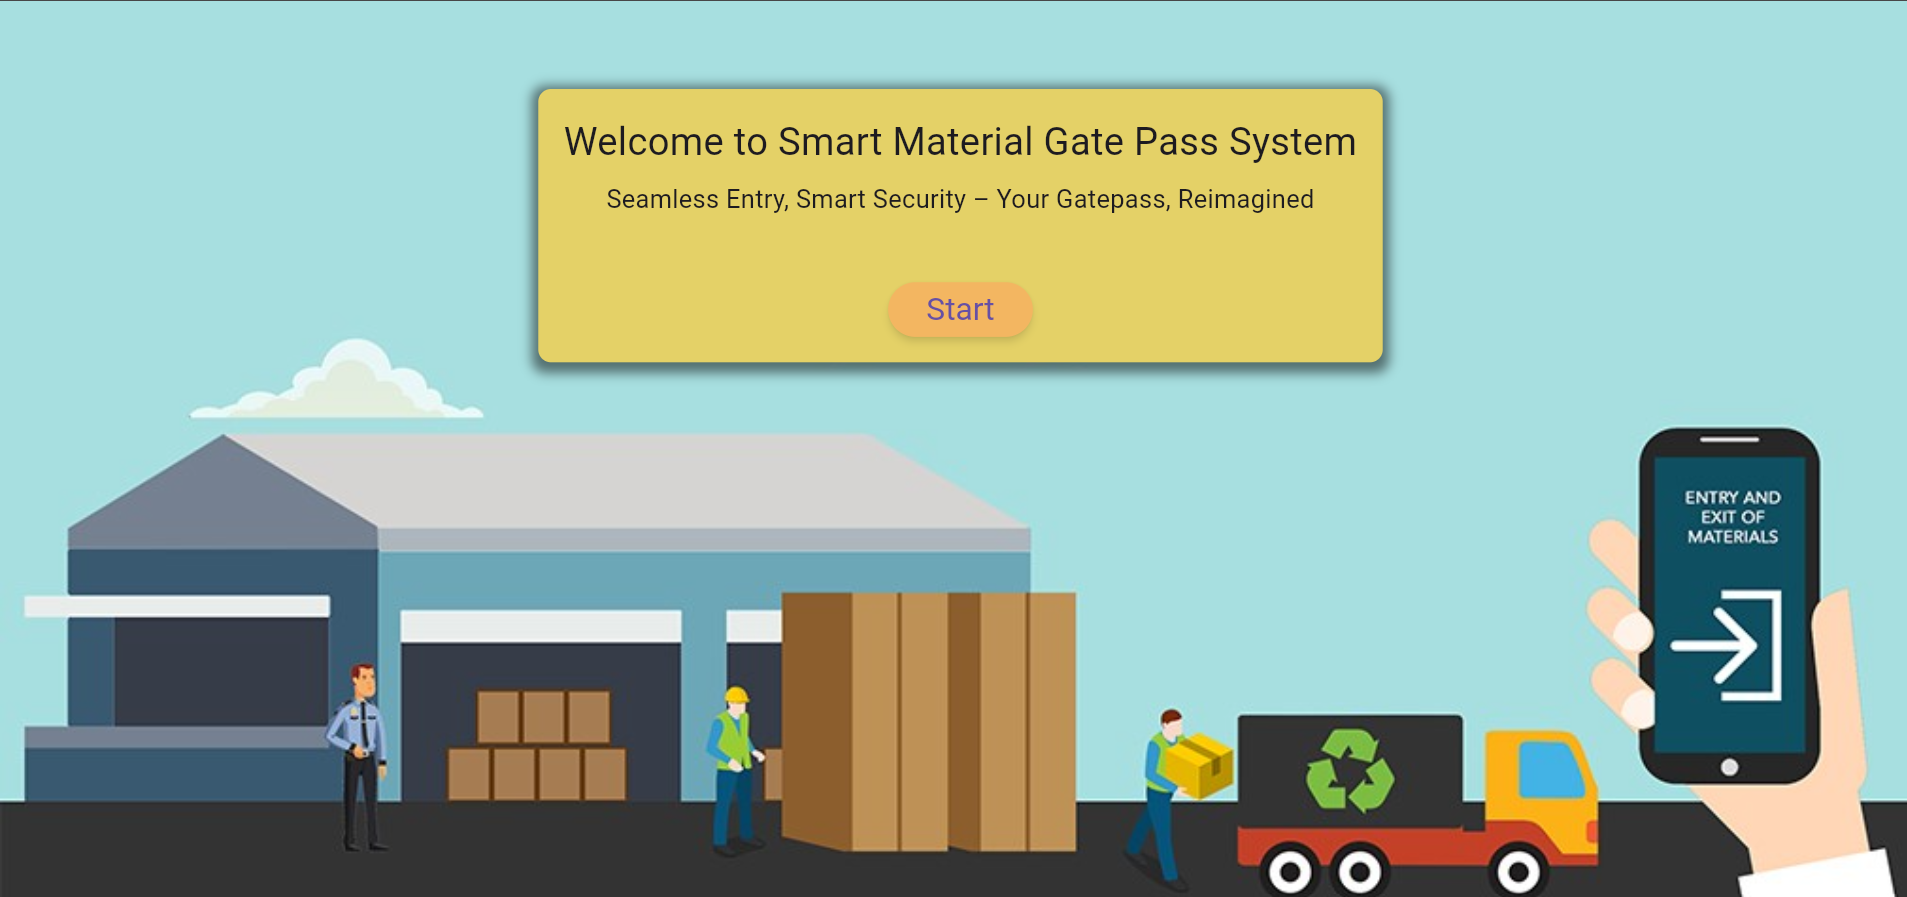 Welcome to Smart Material Gate Pass System
Seamless Entry, Smart Security – Your Gatepass, Reimagined
Start
ENTRY AND
EXIT OF
MATERIALS